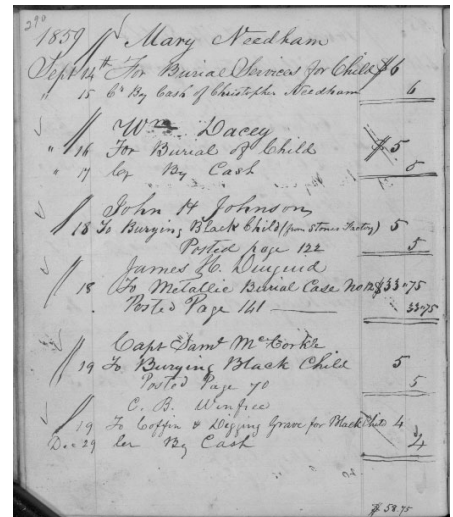 290
1859 Mary Needham
Sept 14th For Burial Services for Child $6
" 15 Cr By Cash of Christopher Needham 6
Wm Dacey
" 16 For Burial of Child $ 5
" 17 Cr By Cash 5
John H Johnson
18 To Burying Black Child (from Stones Factory) 5
Posted page 122 5
James H. Diuguid
18 To Metallic Burial Case No $33.75
Posted Page 141 33.75
Capt Saml McCorkle
19 To Burying Black Child 5
Posted Page 70 5
C. B. Winfree
19 To Coffin & Digging Grave for Black Child 4
Dec 29 Cr By Cash 4
$ 58.75